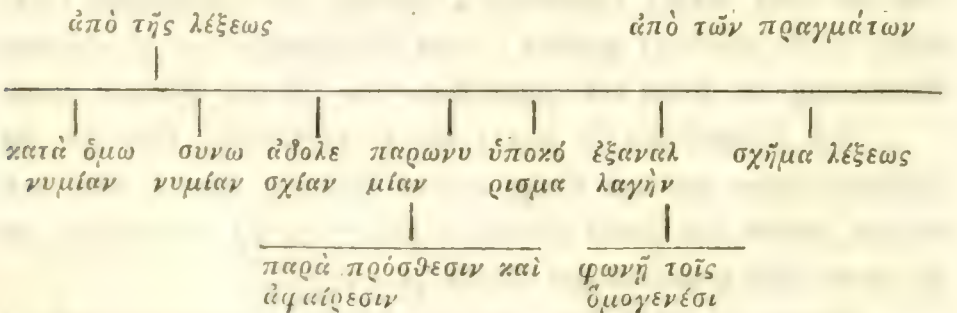 ἀπὸ τῆς λέξεως ἀπὸ τῶν πραγμάτων
κατὰ ὁμω συνω ἀδολε παρωνυ ὑποκό ἐξαναλ σχῆμα λέξεως
νυμίαν νυμίαν σχίαν μίαν ρισμα λαγὴν
παρὰ πρόσθεσιν καὶ φωνῇ τοῖς
ἀφαίρεσιν ὁμογενέσι